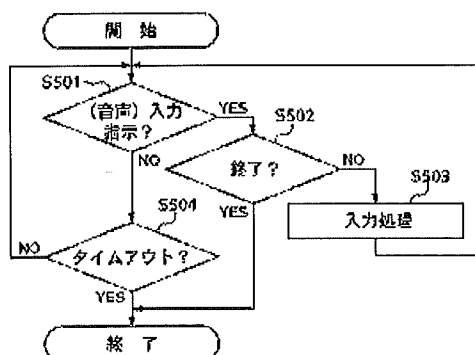 開 始
S501
(音声) 入力
指示?
YES
S502
NO
終了?
NO
S503
入力処理
YES
S504
NO
タイムアウト?
YES
終 了